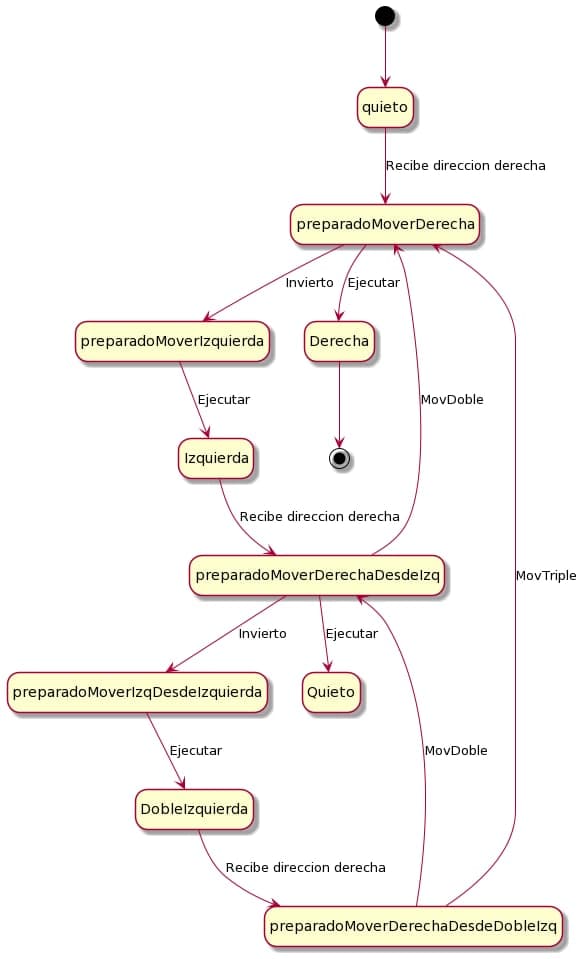 quieto
Recibe direccion derecha
preparadoMoverDerecha
Invierto
Ejecutar
preparadoMoverIzquierda
Derecha
Ejecutar
MovDoble
Izquierda
Recibe direccion derecha
preparadoMoverDerechaDesdeIzq
MovTriple
Invierto
Ejecutar
preparadoMoverIzqDesdeIzquierda
Quieto
Ejecutar
MovDoble
DobleIzquierda
Recibe direccion derecha
preparadoMoverDerechaDesdeDobleIzq